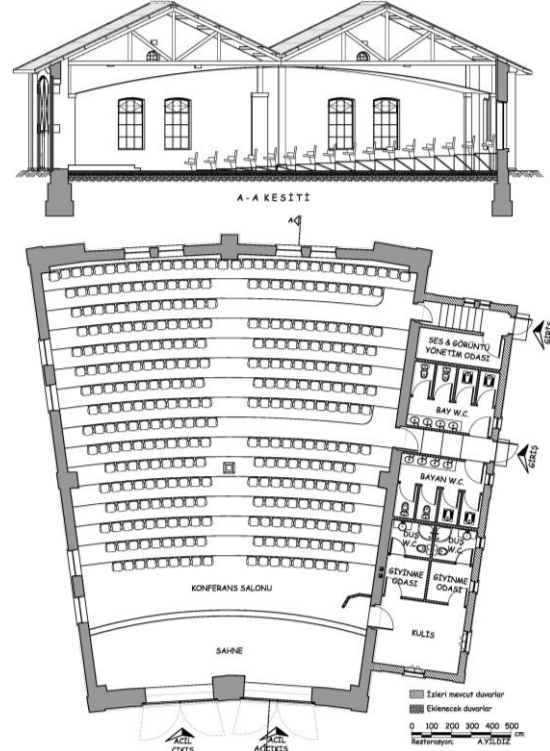 A-A KESİTİ
A
GİRİŞ
SES & GÖRÜNTÜ
YÖNETİM ODASI
BAY W.C.
GİRİŞ
BAYAN W.C.
DUŞ
W.C.
DUŞ
W.C.
GİYİNME
ODASI
GİYİNME
ODASI
KONFERANS SALONU
KULİS
SAHNE
İzleri mevcut duvarlar
Eklenecek duvarlar
0 100 200 300 400 500 cm
Restorasyon: A.YILDIZ
ACİL
ÇIKIŞ
ACİL
A ÇIKIŞ